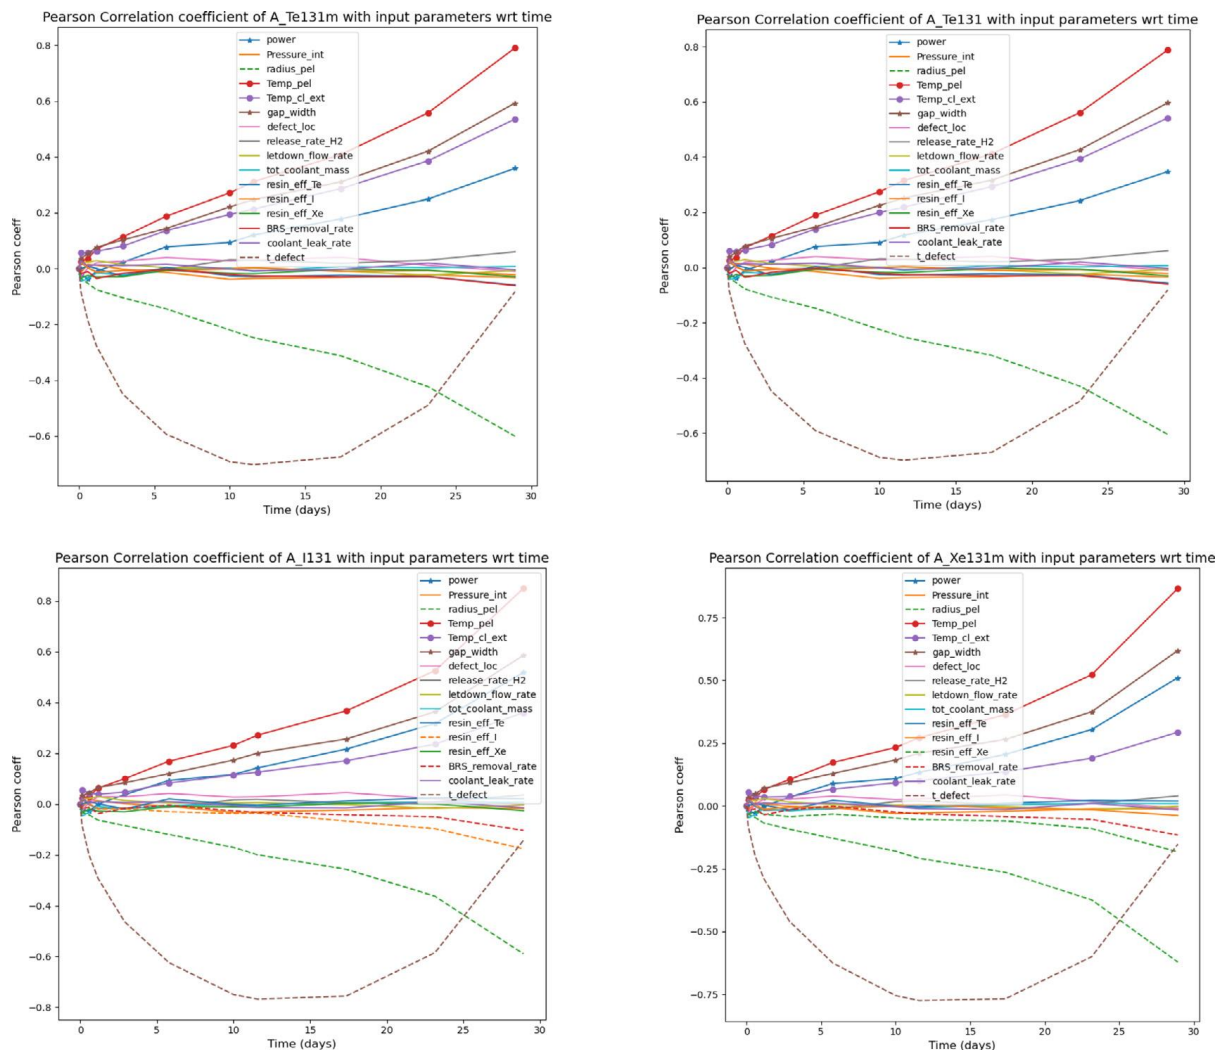 Pearson Correlation coefficient of A_Te131m with input parameters wrt time
power
Pressure_int
radius_pel
Temp_pel
Temp_cl_ext
gap_width
defect_loc
release_rate_H2
letdown_flow_rate
tot_coolant_mass
resin_eff_Te
resin_eff_I
resin_eff_Xe
BRS_removal_rate
coolant_leak_rate
t_defect
0.8
0.6
0.4
0.2
0.0
−0.2
−0.4
−0.6
Pearson coeff
0
5
10
15
20
25
30
Time (days)
Pearson Correlation coefficient of A_Te131 with input parameters wrt time
power
Pressure_int
radius_pel
Temp_pel
Temp_cl_ext
gap_width
defect_loc
release_rate_H2
letdown_flow_rate
tot_coolant_mass
resin_eff_Te
resin_eff_I
resin_eff_Xe
BRS_removal_rate
coolant_leak_rate
t_defect
0.8
0.6
0.4
0.2
0.0
−0.2
−0.4
−0.6
Pearson coeff
0
5
10
15
20
25
30
Time (days)
Pearson Correlation coefficient of A_I131 with input parameters wrt time
power
Pressure_int
radius_pel
Temp_pel
Temp_cl_ext
gap_width
defect_loc
release_rate_H2
letdown_flow_rate
tot_coolant_mass
resin_eff_Te
resin_eff_I
resin_eff_Xe
BRS_removal_rate
coolant_leak_rate
t_defect
0.8
0.6
0.4
0.2
0.0
−0.2
−0.4
−0.6
−0.8
Pearson coeff
0
5
10
15
20
25
30
Time (days)
Pearson Correlation coefficient of A_Xe131m with input parameters wrt time
power
Pressure_int
radius_pel
Temp_pel
Temp_cl_ext
gap_width
defect_loc
release_rate_H2
letdown_flow_rate
tot_coolant_mass
resin_eff_Te
resin_eff_I
resin_eff_Xe
BRS_removal_rate
coolant_leak_rate
t_defect
0.75
0.50
0.25
0.00
−0.25
−0.50
−0.75
Pearson coeff
0
5
10
15
20
25
30
Time (days)